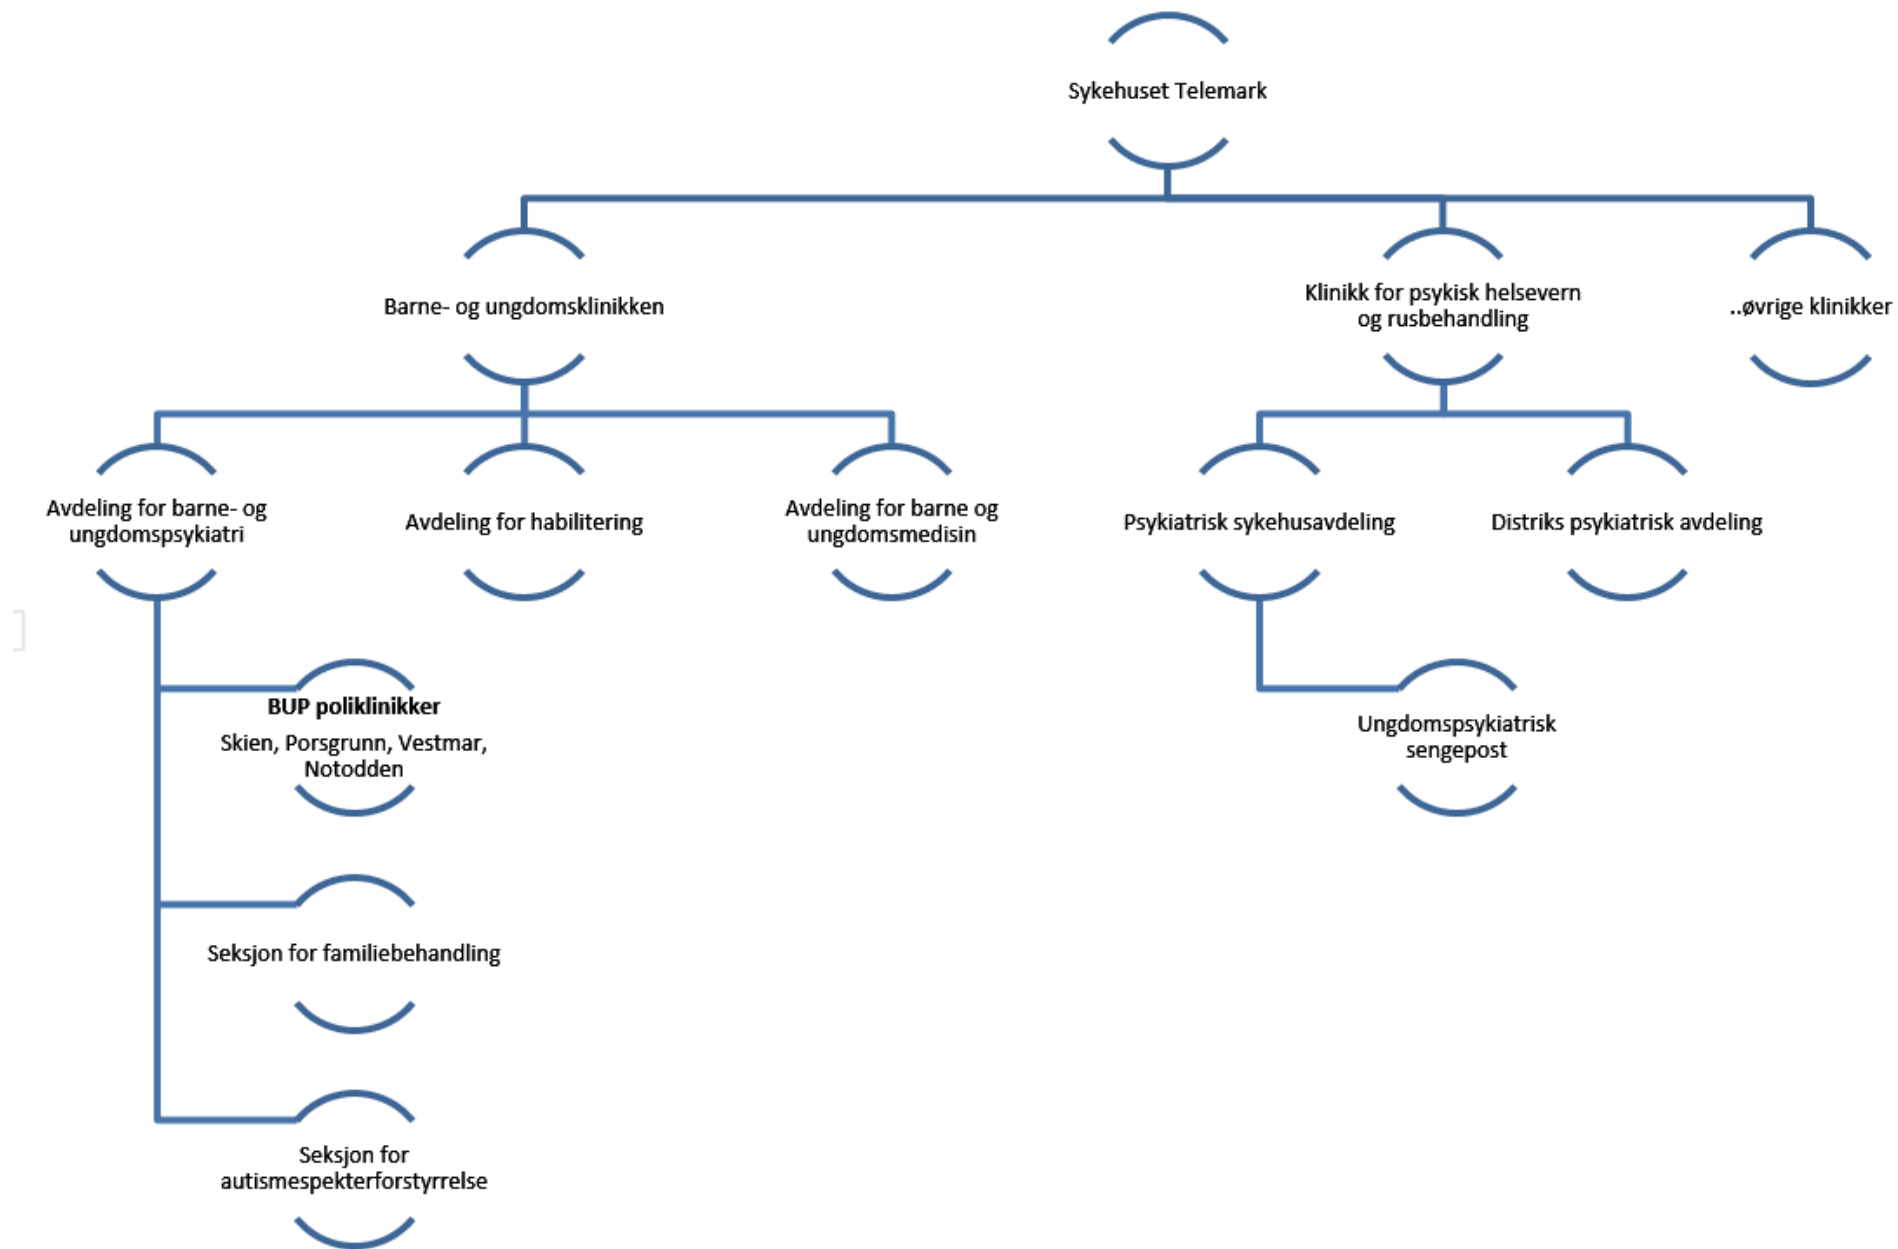 Sykehuset Telemark
Barne- og ungdomsklinikken
Klinikk for psykisk helsevern
og rusbehandling
..øvrige klinikker
Avdeling for barne- og
ungdomspsykiatri
Avdeling for habilitering
Avdeling for barne og
ungdomsmedisin
Psykiatrisk sykehusavdeling
Distriks psykiatrisk avdeling
BUP poliklinikker
Skien, Porsgrunn, Vestmar,
Notodden
Ungdomspsykiatrisk
sengepost
Seksjon for familiebehandling
Seksjon for
autismespekterforstyrrelse